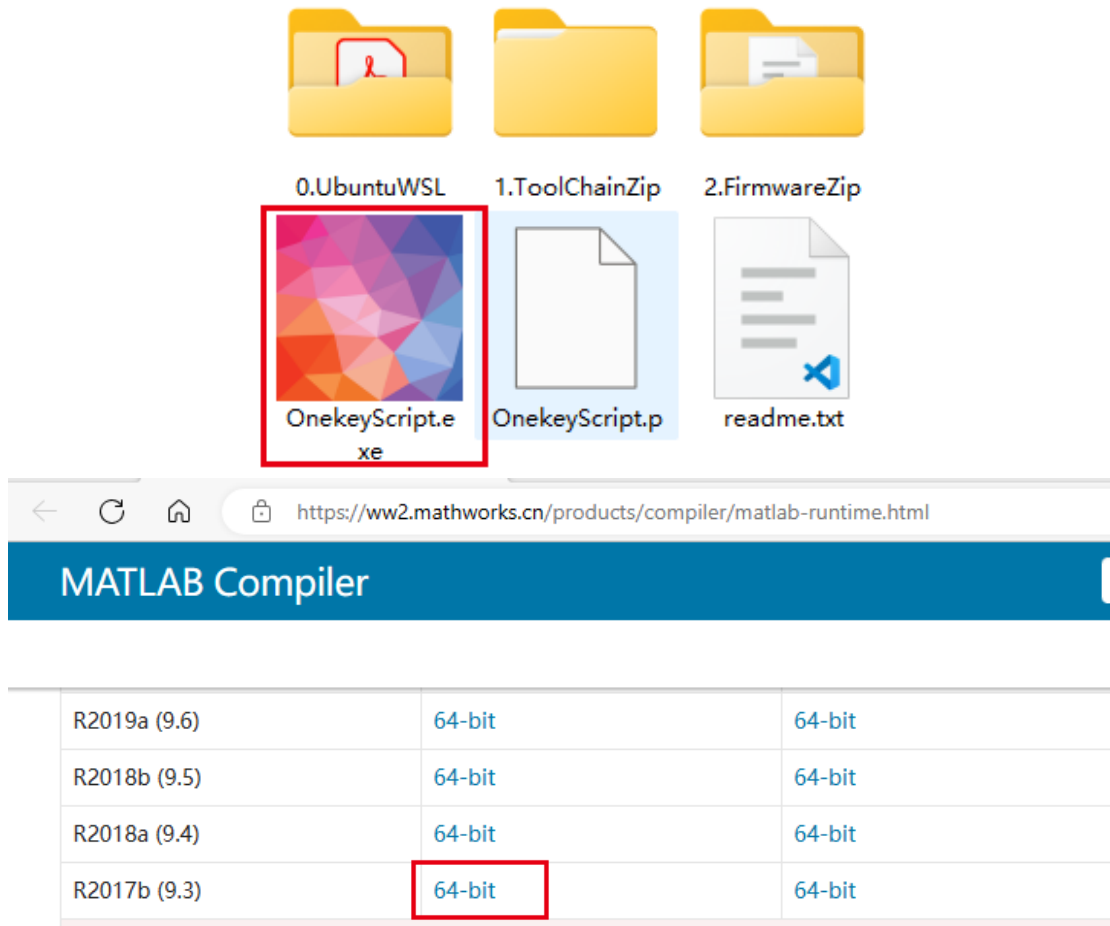 0.UbuntuWSL 1.ToolChainZip 2.FirmwareZip
OnekeyScript.e OnekeyScript.p readme.txt
xe
https://ww2.mathworks.cn/products/compiler/matlab-runtime.html
MATLAB Compiler
R2019a (9.6) 64-bit 64-bit
R2018b (9.5) 64-bit 64-bit
R2018a (9.4) 64-bit 64-bit
R2017b (9.3) 64-bit 64-bit